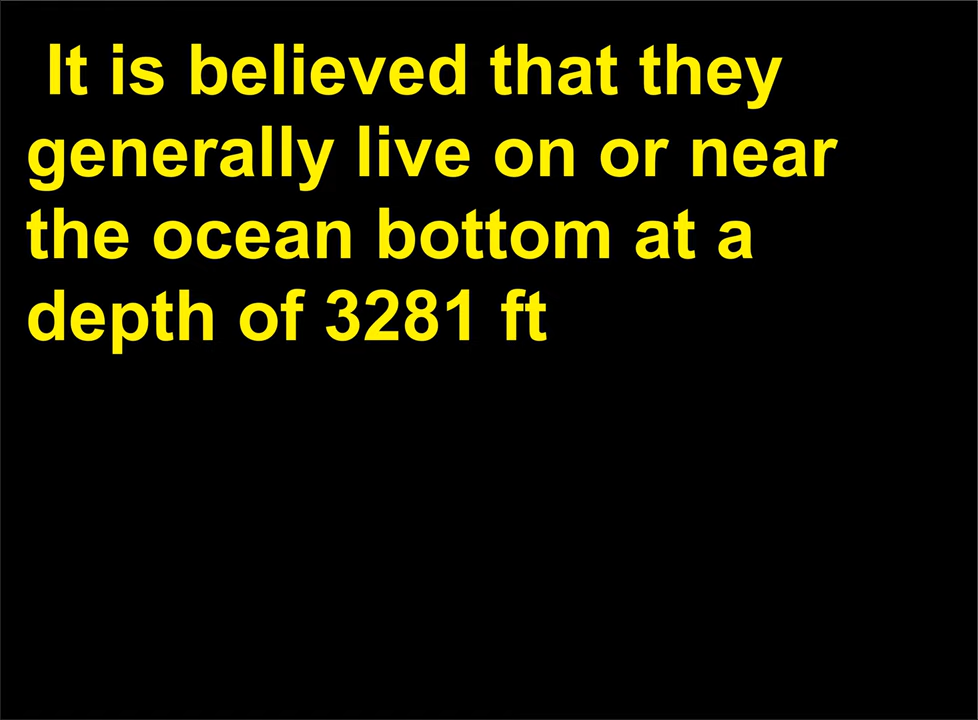 It is believed that they
generally live on or near
the ocean bottom at a
depth of 3281 ft